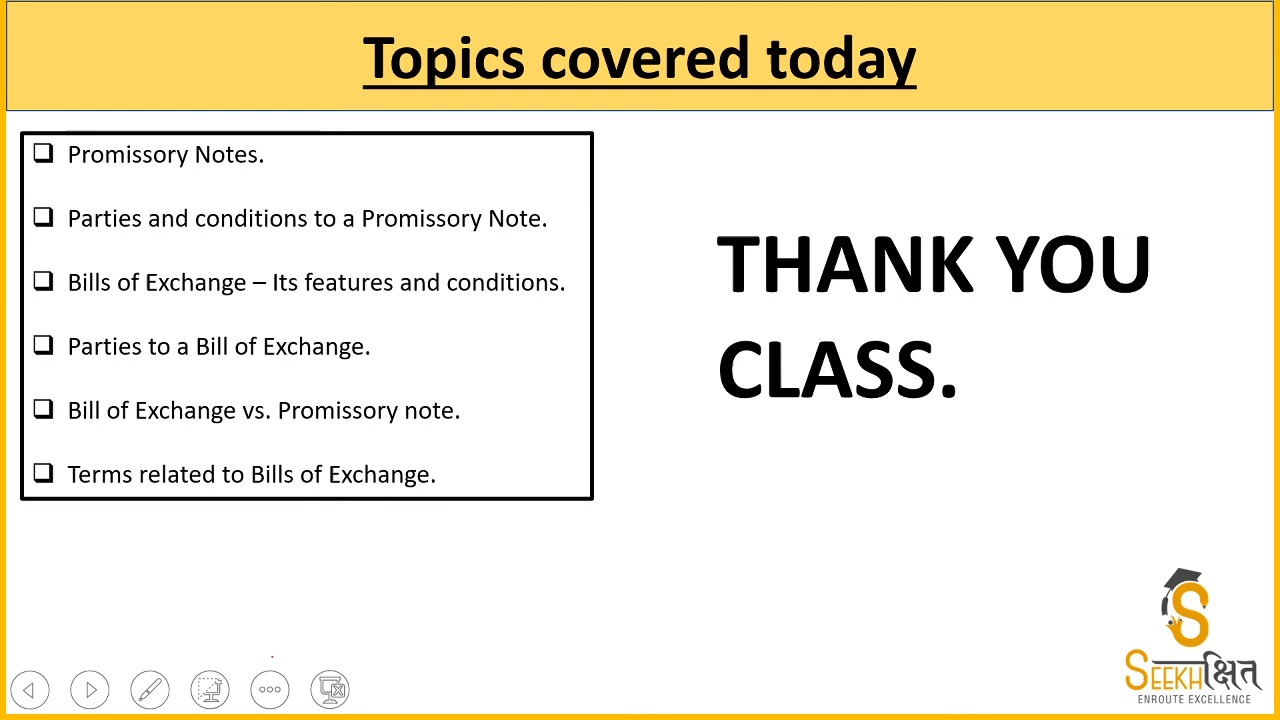 Topics covered today
Promissory Notes.
Parties and conditions to a Promissory Note.
Bills of Exchange – Its features and conditions.
Parties to a Bill of Exchange.
Bill of Exchange vs. Promissory note.
Terms related to Bills of Exchange.
THANK YOU
CLASS.
S
SEEKHक्षित
ENROUTE EXCELLENCE